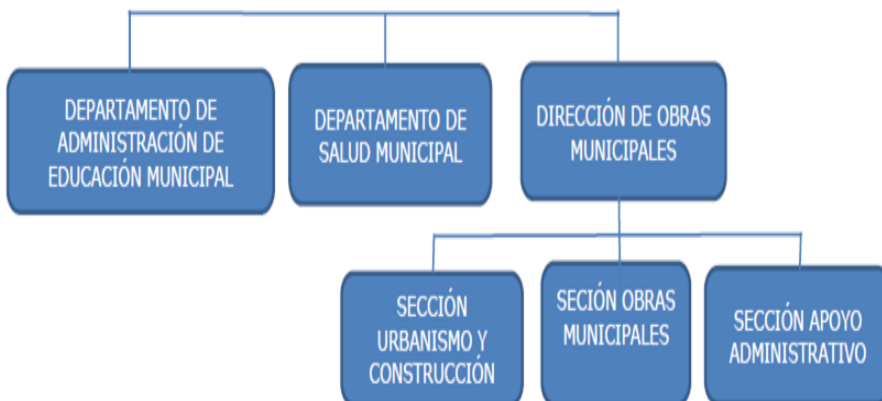 DEPARTAMENTO DE
ADMINISTRACIÓN DE
EDUCACIÓN MUNICIPAL
DEPARTAMENTO DE
SALUD MUNICIPAL
DIRECCIÓN DE OBRAS
MUNICIPALES
SECCIÓN
URBANISMO Y
CONSTRUCCIÓN
SECIÓN OBRAS
MUNICIPALES
SECCIÓN APOYO
ADMINISTRATIVO